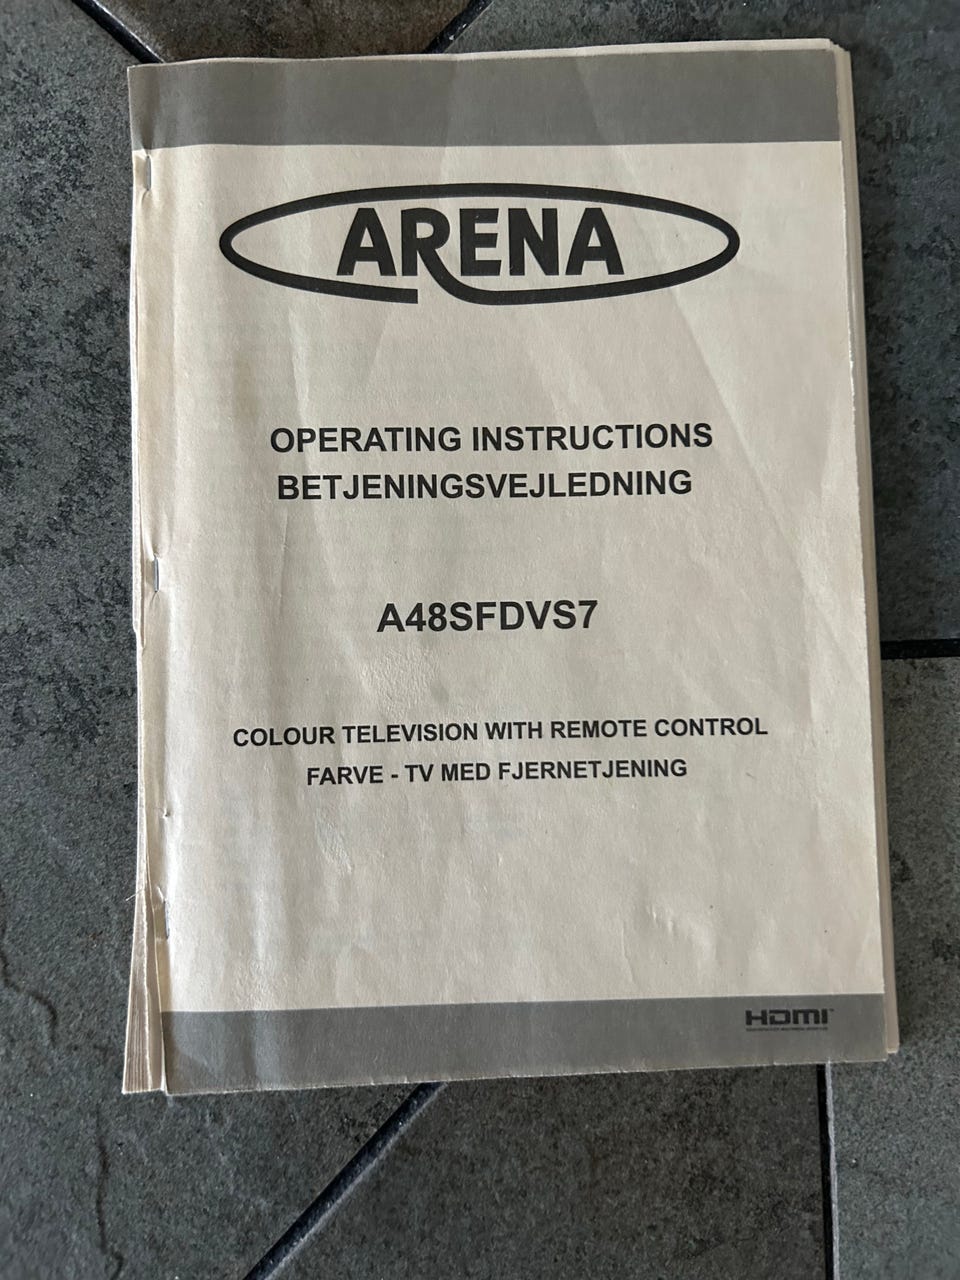 ARENA
OPERATING INSTRUCTIONS
BETJENINGSVEJLEDNING
A48SFDVS7
COLOUR TELEVISION WITH REMOTE CONTROL
FARVE - TV MED FJERNETJENING
HDMI